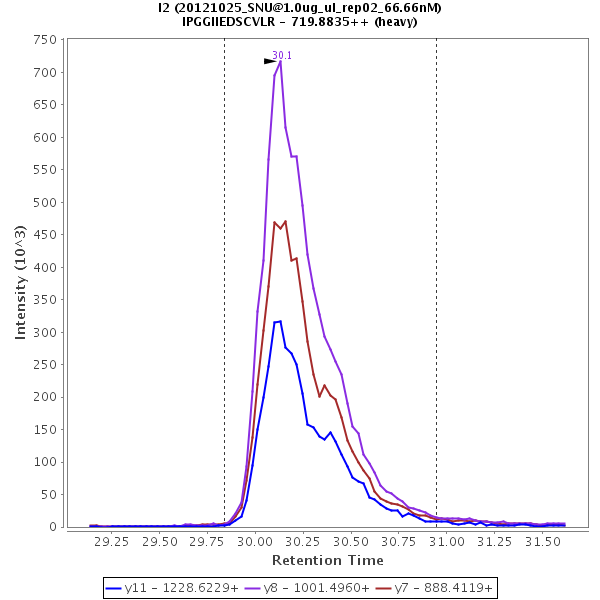 I2 (20121025_SNU@1.0ug_ul_rep02_66.66nM)
IPGGIIEDSCVLR - 719.8835++ (heavy)
Intensity (10^3)
750
700
650
600
550
500
450
400
350
300
250
200
150
100
50
0
30.1
29.25 29.50 29.75 30.00 30.25 30.50 30.75 31.00 31.25 31.50
Retention Time
y11 - 1228.6229+ y8 - 1001.4960+ y7 - 888.4119+